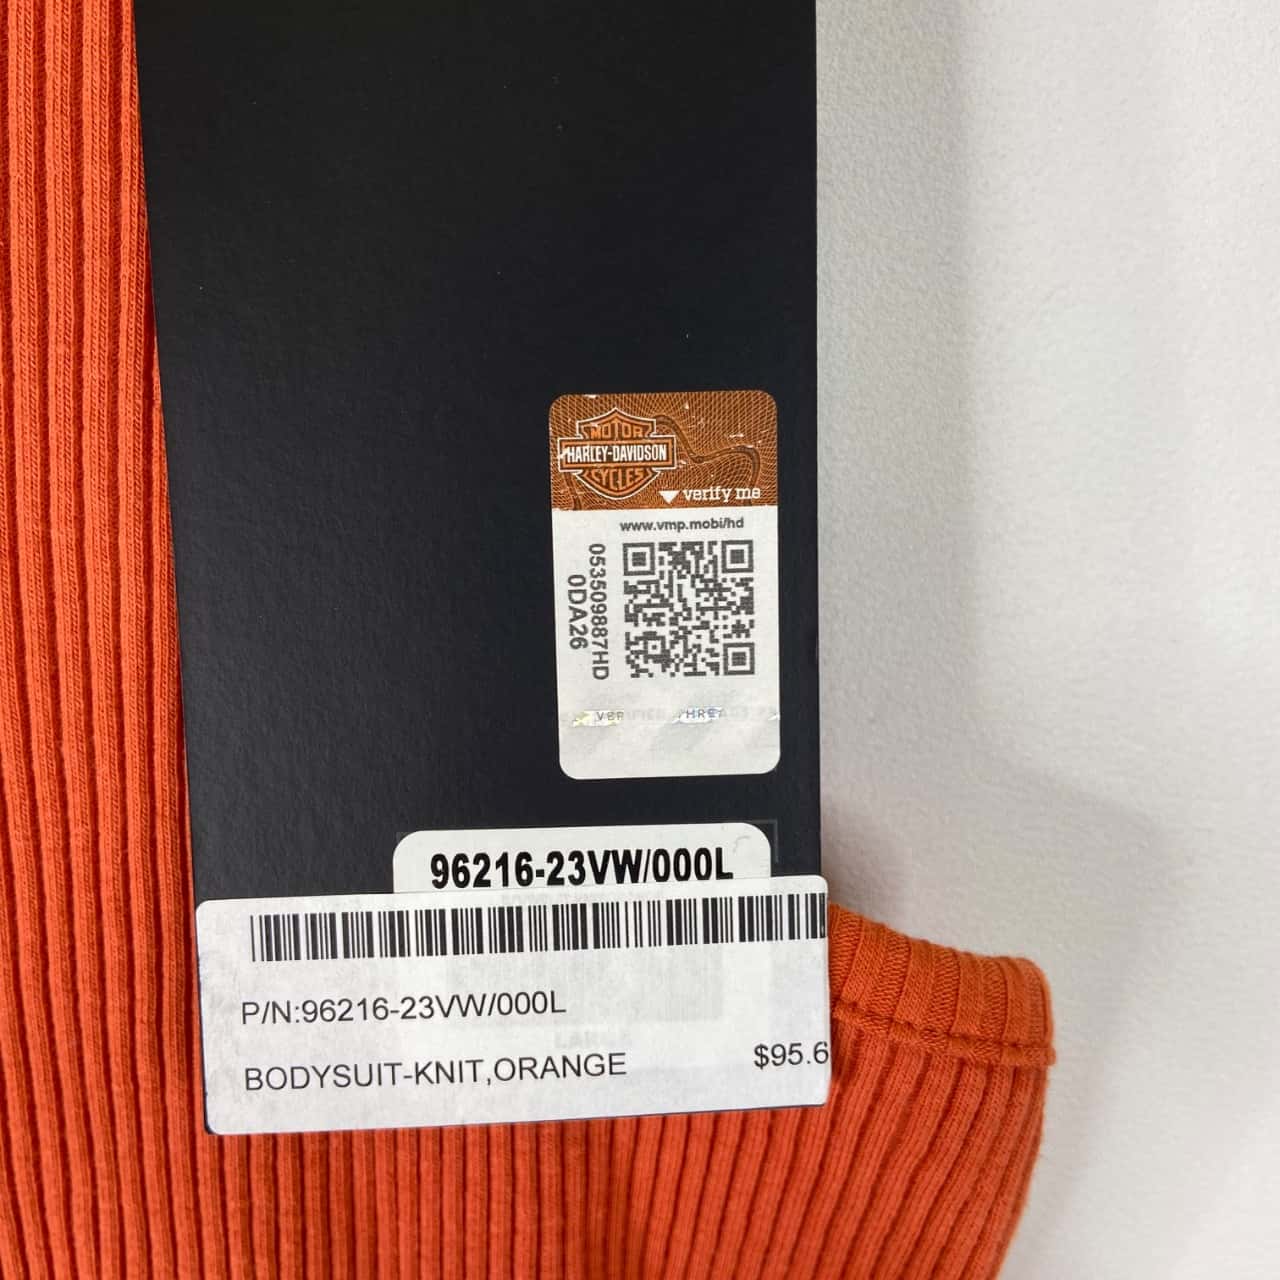 MOTOR
HARLEY-DAVIDSON
CYCLES
verify me
www.vmp.mobi/hd
053509887HD
0DA26
96216-23VW/000L
P/N:96216-23VW/000L
BODYSUIT-KNIT,ORANGE
$95.6
LARGE